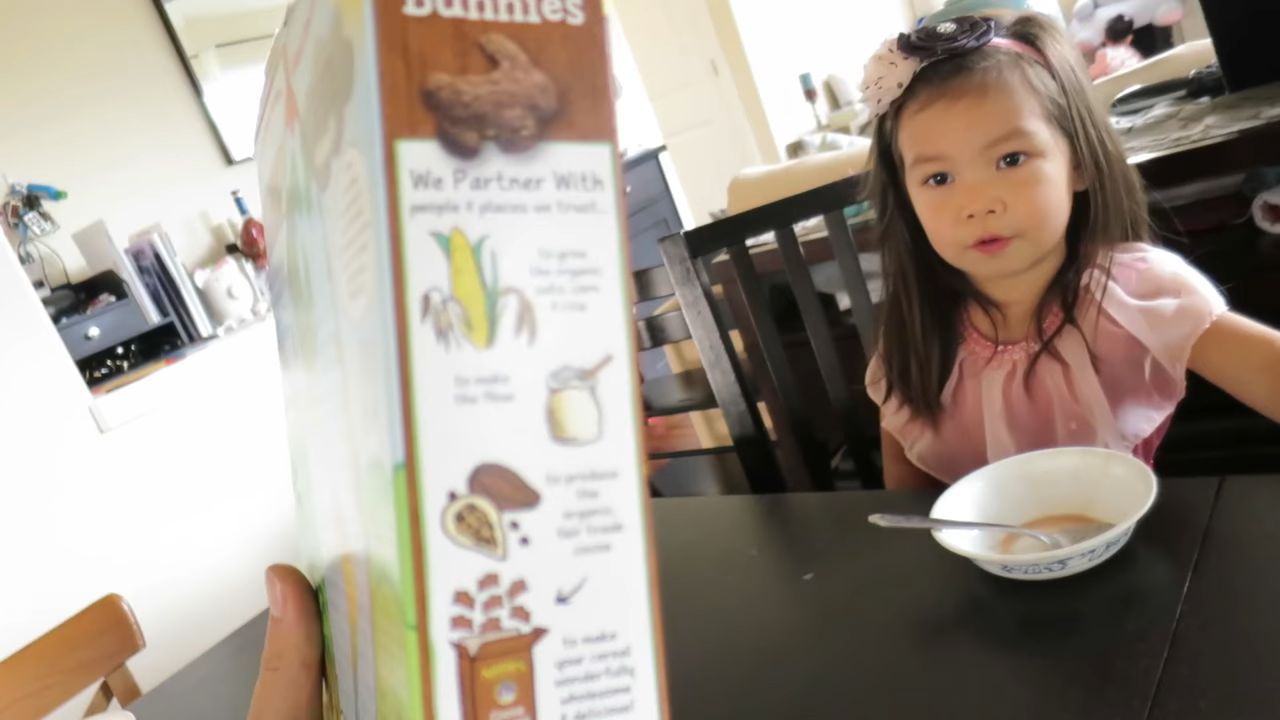 Bunnies
We Partner With
people & places we trust...
to grow
the organic
oats, corn
& rice
to make
the flour
to produce
the
organic,
fair trade
cocoa
to make
your cereal
wonderfully
wholesome
& delicious!